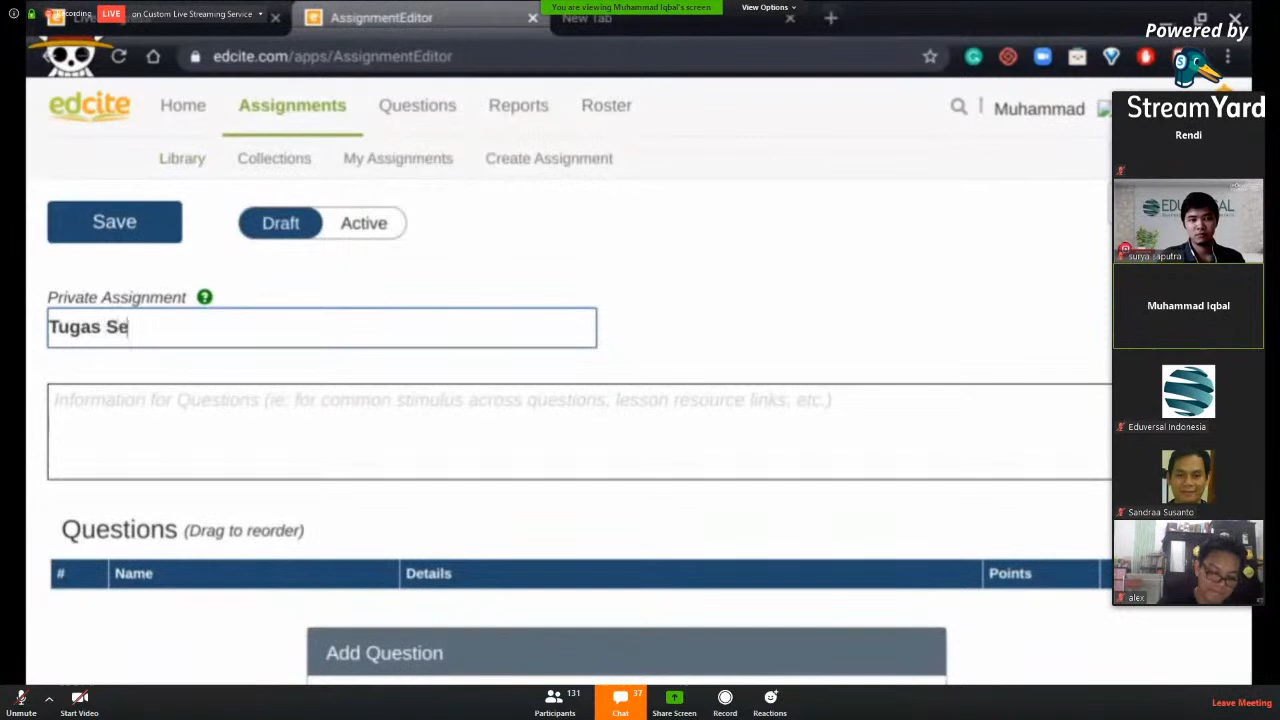 LIVE
on Custom Live Streaming Service
You are viewing Muhammad Iqbal's screen
View Options
AssignmentEditor
New Tab
Powered by
StreamYard
edcite.com/apps/AssignmentEditor
edcite
Home
Assignments
Questions
Reports
Roster
Muhammad
Library
Collections
My Assignments
Create Assignment
Save
Draft
Active
Private Assignment ?
Tugas Se
Information for Questions (ie: for common stimulus across questions, lesson resource links, etc.)
Questions (Drag to reorder)
#
Name
Details
Points
Add Question
Rendi
surya saputra
Muhammad Iqbal
Eduversal Indonesia
Sandraa Susanto
alex
Unmute
Start Video
Participants
131
Chat
37
Share Screen
Record
Reactions
Leave Meeting